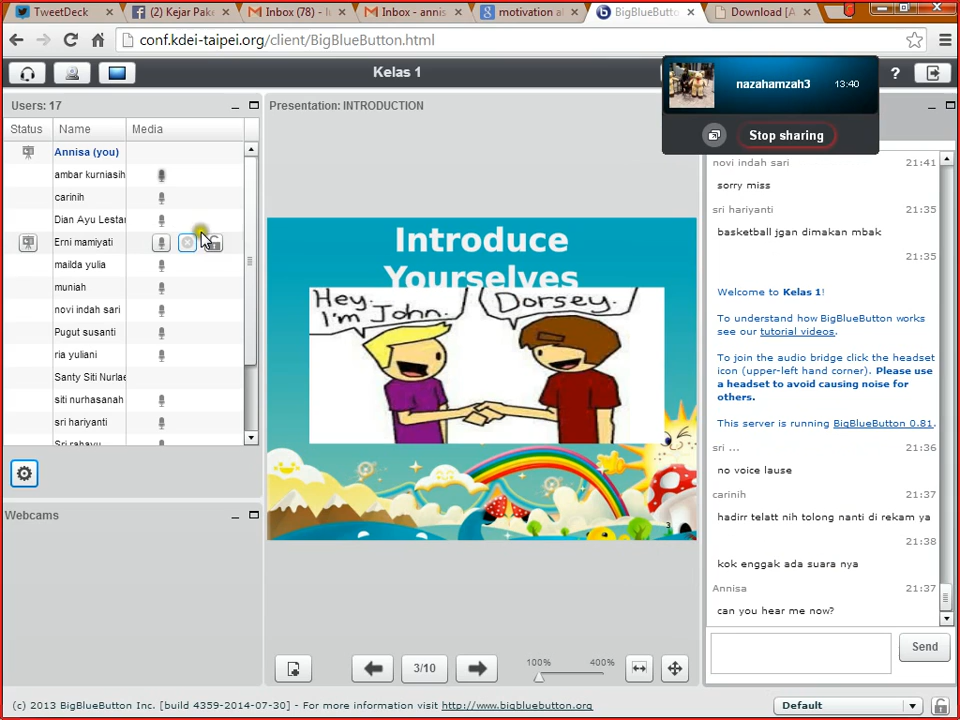 TweetDeck
(2) Kejar Pake
Inbox (78) - l
Inbox - annis
motivation al
BigBlueButto
Download [A
conf.kdei-taipei.org/client/BigBlueButton.html
Kelas 1
nazahamzah3 13:40
Stop sharing
?
Users: 17
Status Name Media
Annisa (you)
ambar kurniasih
carinih
Dian Ayu Lestar
Erni mamiyati
mailda yulia
muniah
novi indah sari
Pugut susanti
ria yuliani
Santy Siti Nurlae
siti nurhasanah
sri hariyanti
Sri rahayu
Webcams
Presentation: INTRODUCTION
Introduce
Yourselves
Hey.
I'm John.
Dorsey.
3
3/10
100% 400%
novi indah sari 21:41
sorry miss
sri hariyanti 21:35
basketball jgan dimakan mbak
21:35
Welcome to Kelas 1!
To understand how BigBlueButton works
see our tutorial videos.
To join the audio bridge click the headset
icon (upper-left hand corner). Please use
a headset to avoid causing noise for
others.
This server is running BigBlueButton 0.81.
sri ... 21:36
no voice lause
carinih 21:37
hadirr telatt nih tolong nanti di rekam ya
21:38
kok enggak ada suara nya
Annisa 21:37
can you hear me now?
Send
(c) 2013 BigBlueButton Inc. [build 4359-2014-07-30] - For more information visit http://www.bigbluebutton.org
Default